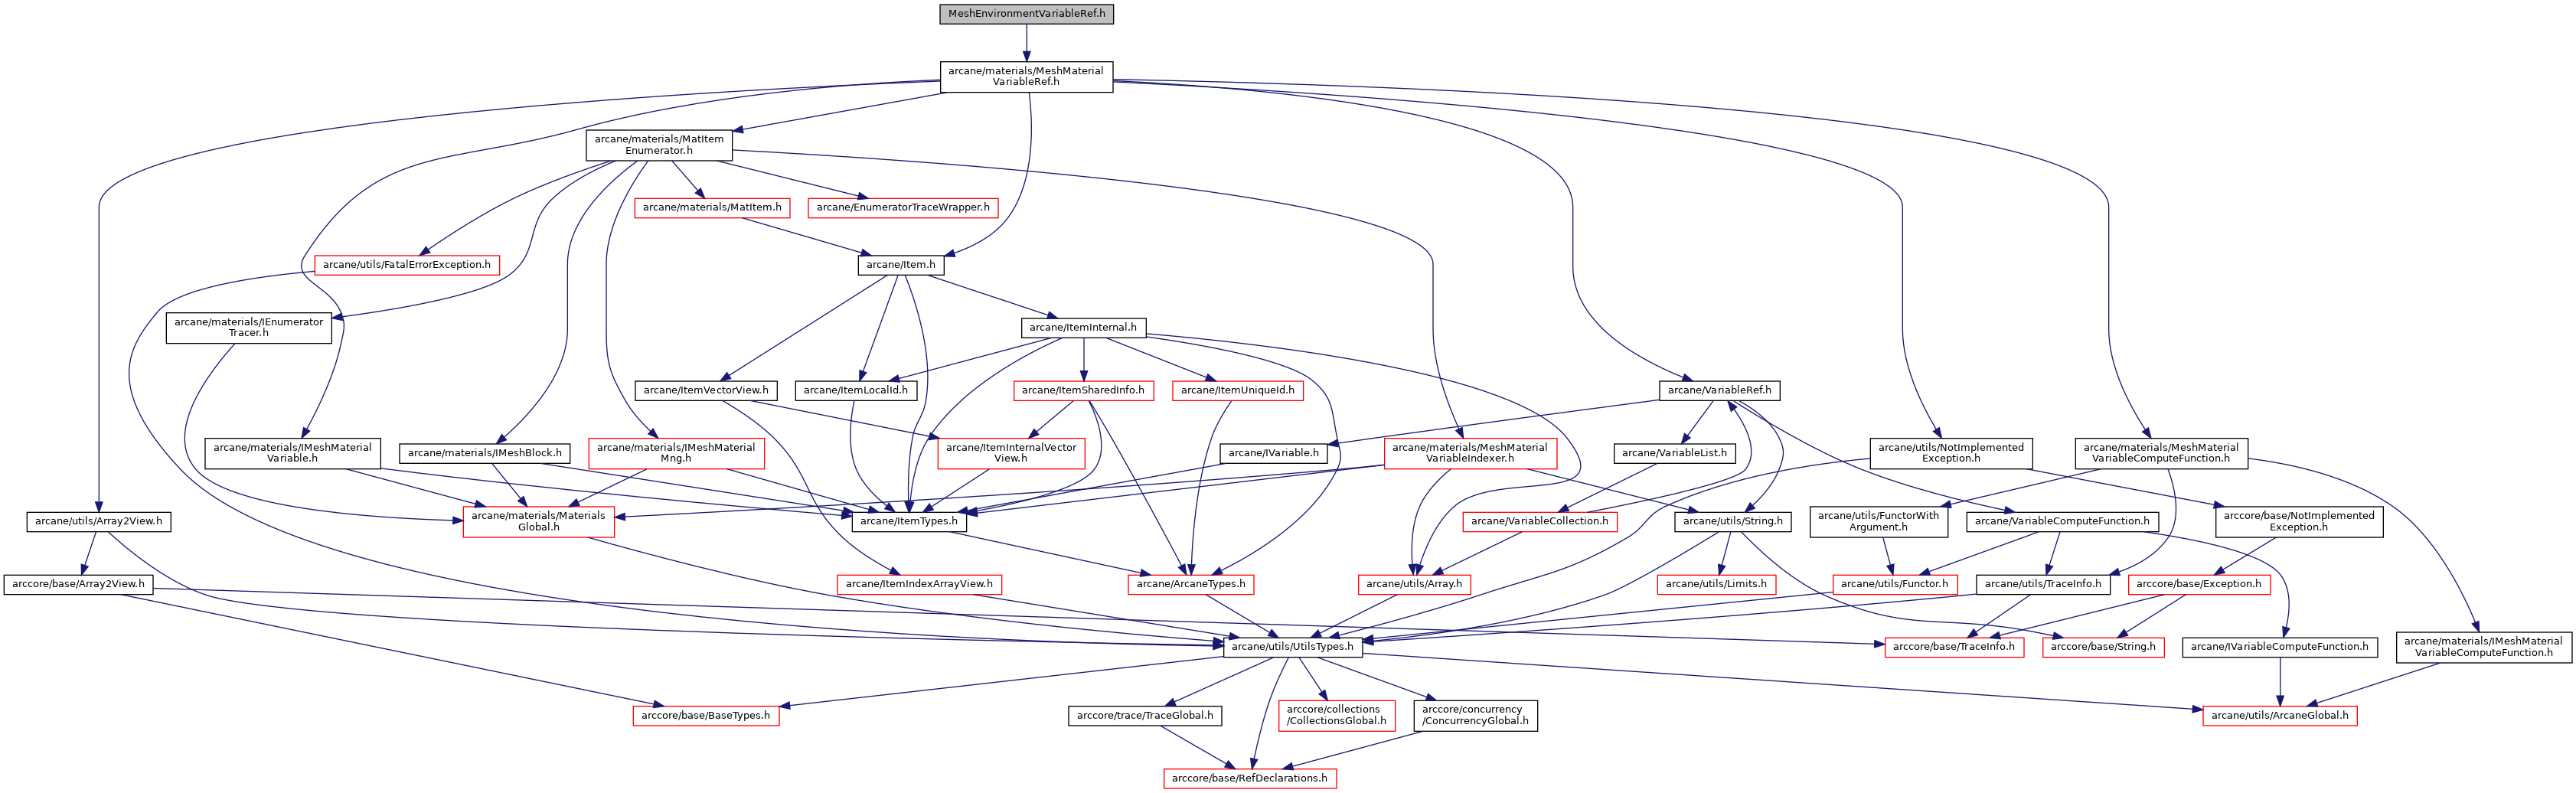 MeshEnvironmentVariableRef.h
arcane/materials/MeshMaterial
VariableRef.h
arcane/materials/MatItem
Enumerator.h
arcane/materials/MatItem.h
arcane/EnumeratorTraceWrapper.h
arcane/utils/FatalErrorException.h
arcane/Item.h
arcane/materials/IEnumerator
Tracer.h
arcane/ItemInternal.h
arcane/ItemVectorView.h
arcane/ItemLocalId.h
arcane/ItemSharedInfo.h
arcane/ItemUniqueId.h
arcane/VariableRef.h
arcane/materials/IMeshMaterial
Variable.h
arcane/materials/IMeshBlock.h
arcane/materials/IMeshMaterial
Mng.h
arcane/ItemInternalVector
View.h
arcane/IVariable.h
arcane/materials/MeshMaterial
VariableIndexer.h
arcane/VariableList.h
arcane/utils/NotImplemented
Exception.h
arcane/materials/MeshMaterial
VariableComputeFunction.h
arcane/utils/Array2View.h
arcane/materials/Materials
Global.h
arcane/ItemTypes.h
arcane/VariableCollection.h
arcane/utils/String.h
arcane/utils/FunctorWith
Argument.h
arcane/VariableComputeFunction.h
arccore/base/NotImplemented
Exception.h
arccore/base/Array2View.h
arcane/ItemIndexArrayView.h
arcane/ArcaneTypes.h
arcane/utils/Array.h
arcane/utils/Limits.h
arcane/utils/Functor.h
arcane/utils/TraceInfo.h
arccore/base/Exception.h
arcane/utils/UtilsTypes.h
arccore/base/TraceInfo.h
arccore/base/String.h
arcane/IVariableComputeFunction.h
arcane/materials/IMeshMaterial
VariableComputeFunction.h
arccore/base/BaseTypes.h
arccore/trace/TraceGlobal.h
arccore/collections
/CollectionsGlobal.h
arccore/concurrency
/ConcurrencyGlobal.h
arcane/utils/ArcaneGlobal.h
arccore/base/RefDeclarations.h